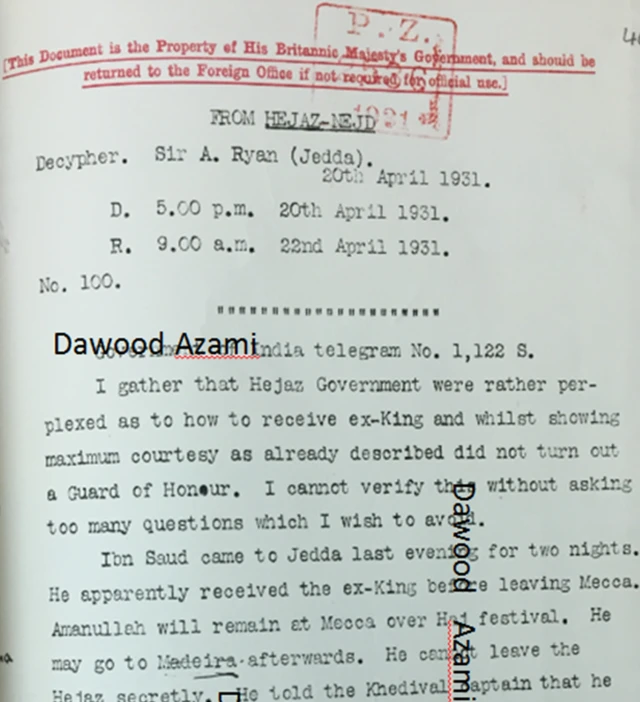 P. Z.
1931
[This Document is the Property of His Britannic Majesty's Government, and should be
returned to the Foreign Office if not required for official use.]
FROM HEJAZ-NEJD
Decypher. Sir A. Ryan (Jedda).
20th April 1931.
D. 5.00 p.m. 20th April 1931.
R. 9.00 a.m. 22nd April 1931.
No. 100.
Dawood Azami
Government of India telegram No. 1,122 S.
I gather that Hejaz Government were rather per-
plexed as to how to receive ex-King and whilst showing
maximum courtesy as already described did not turn out
a Guard of Honour. I cannot verify this without asking
too many questions which I wish to avoid.
Ibn Saud came to Jedda last evening for two nights.
He apparently received the ex-King before leaving Mecca.
Amanullah will remain at Mecca over Haj festival. He
may go to Madeira afterwards. He cannot leave the
Hejaz secretly. He told the Khedival captain that he
Dawood Azami